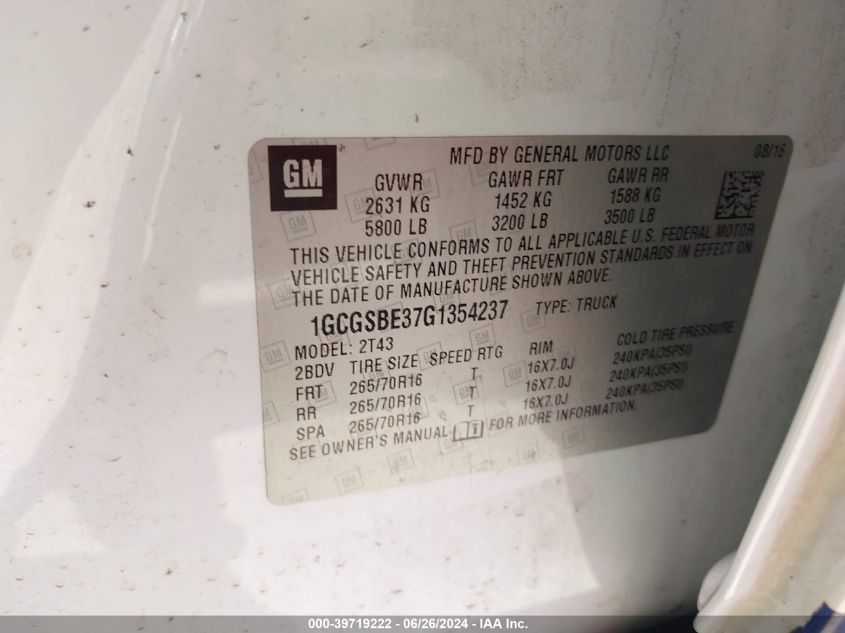 GM MFD BY GENERAL MOTORS LLC 08/16
GVWR GAWR FRT GAWR RR
2631 KG 1452 KG 1588 KG
5800 LB 3200 LB 3500 LB
THIS VEHICLE CONFORMS TO ALL APPLICABLE U.S. FEDERAL MOTOR
VEHICLE SAFETY AND THEFT PREVENTION STANDARDS IN EFFECT ON
THE DATE OF MANUFACTURE SHOWN ABOVE.
1GCGSBE37G1354237 TYPE: TRUCK
MODEL: 2T43
2BDV TIRE SIZE SPEED RTG RIM COLD TIRE PRESSURE
FRT 265/70R16 T 16X7.0J 240KPA(35PSI)
RR 265/70R16 T 16X7.0J 240KPA(35PSI)
SPA 265/70R16 T 16X7.0J 240KPA(35PSI)
SEE OWNER'S MANUAL FOR MORE INFORMATION.
000-39719222 - 06/26/2024 - IAA Inc.